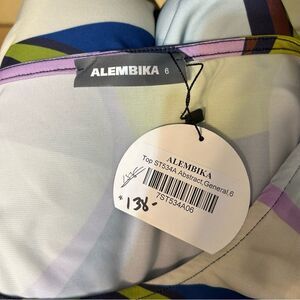 ALEMBIKA 6
ALEMBIKA
Top ST534A Abstract,General,6
7ST534A06
138-